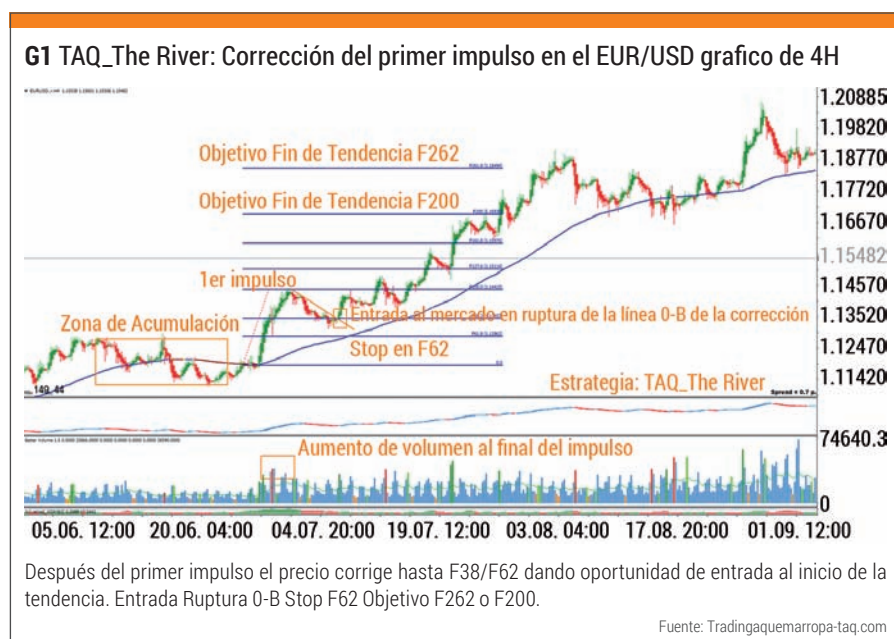 G1 TAQ_The River: Corrección del primer impulso en el EUR/USD grafico de 4H
1.20885
1.19820
1.18770
1.17720
1.16670
1.15482
1.14570
1.13520
1.12470
1.11420
Objetivo Fin de Tendencia F262
Objetivo Fin de Tendencia F200
1er impulso
Entrada al mercado en ruptura de la línea 0-B de la corrección
Zona de Acumulación
Stop en F62
149.44
Estrategia: TAQ_The River
Spread = 0.7 p.
74640.3
Aumento de volumen al final del impulso
0
05.06. 12:00 20.06. 04:00 04.07. 20:00 19.07. 12:00 03.08. 04:00 17.08. 20:00 01.09. 12:00
Después del primer impulso el precio corrige hasta F38/F62 dando oportunidad de entrada al inicio de la
tendencia. Entrada Ruptura 0-B Stop F62 Objetivo F262 o F200.
Fuente: Tradingaquemarropa-taq.com